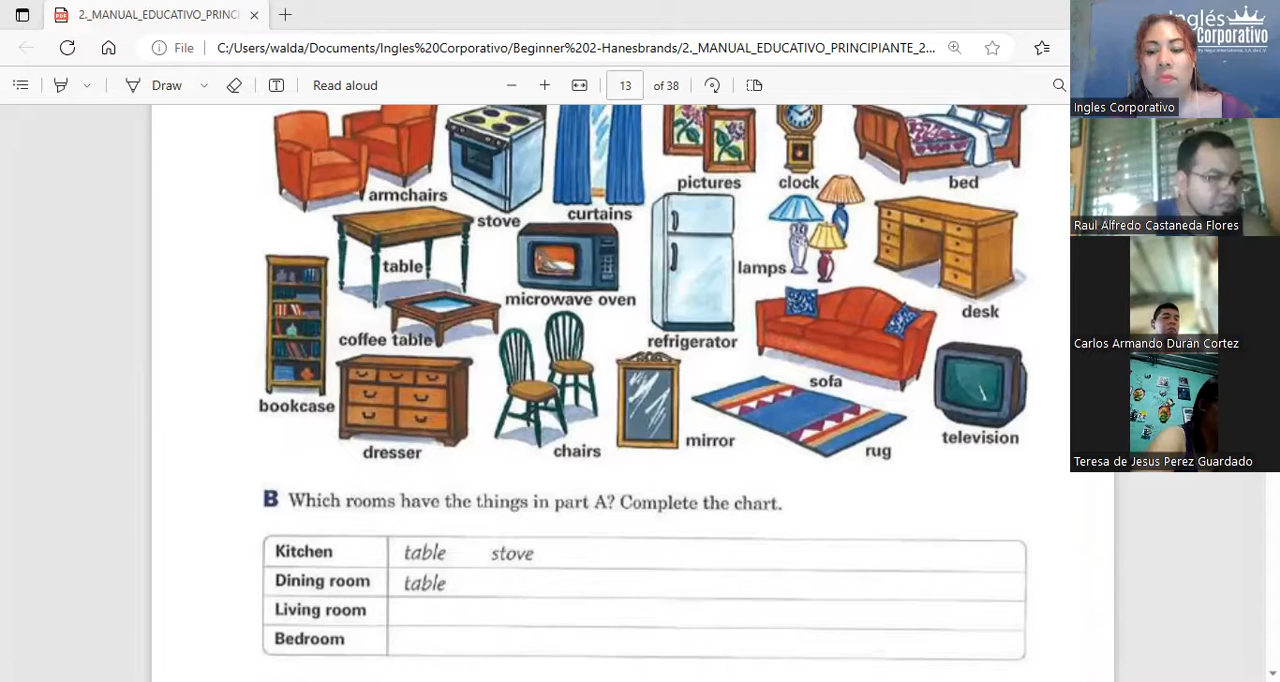 2._MANUAL_EDUCATIVO_PRINCI
File
C:/Users/walda/Documents/Ingles%20Corporativo/Beginner%202-Hanesbrands/2._MANUAL_EDUCATIVO_PRINCIPIANTE_2...
Draw
Read aloud
13
of 38
Inglés
Corporativo
Ingles Corporativo
Raul Alfredo Castaneda Flores
Carlos Armando Durán Cortez
Teresa de Jesus Perez Guardado
armchairs
stove
curtains
pictures
clock
bed
table
microwave oven
lamps
desk
coffee table
refrigerator
sofa
bookcase
dresser
chairs
mirror
rug
television
B Which rooms have the things in part A? Complete the chart.
Kitchen table stove
Dining room table
Living room
Bedroom